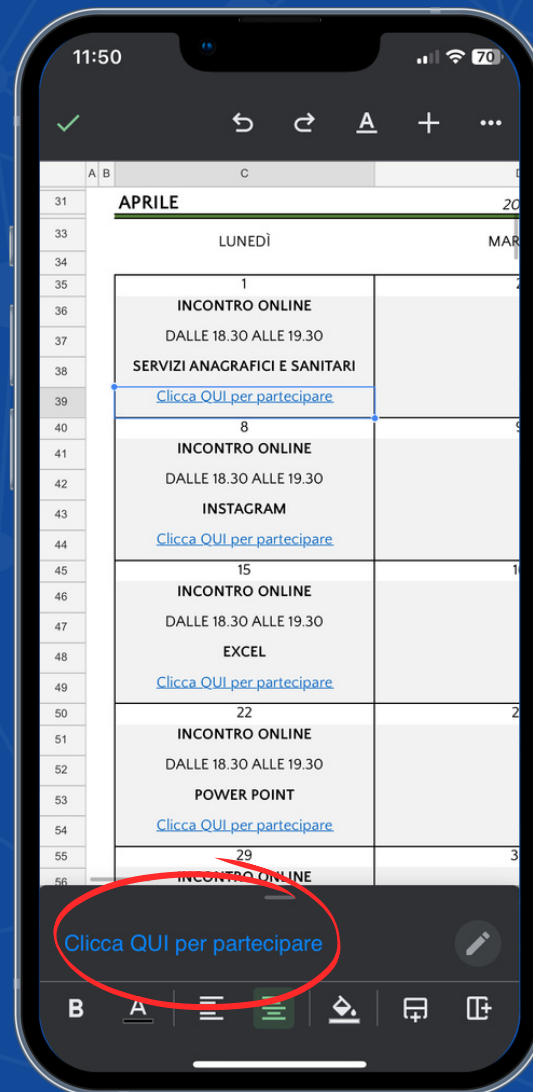 11:50
70
A
A B C
31 APRILE 20
33 LUNEDÌ MAR
34
35 1
36 INCONTRO ONLINE
37 DALLE 18.30 ALLE 19.30
38 SERVIZI ANAGRAFICI E SANITARI
39 Clicca QUI per partecipare
40 8
41 INCONTRO ONLINE
42 DALLE 18.30 ALLE 19.30
43 INSTAGRAM
44 Clicca QUI per partecipare
45 15
46 INCONTRO ONLINE
47 DALLE 18.30 ALLE 19.30
48 EXCEL
49 Clicca QUI per partecipare
50 22
51 INCONTRO ONLINE
52 DALLE 18.30 ALLE 19.30
53 POWER POINT
54 Clicca QUI per partecipare
55 29
56 INCONTRO ONLINE
Clicca QUI per partecipare
B A